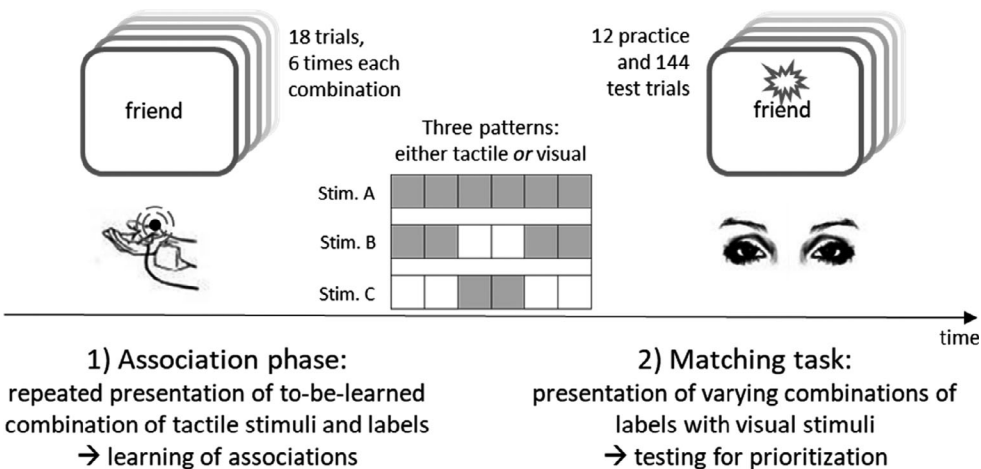 friend
18 trials,
6 times each
combination
Three patterns:
either tactile or visual
Stim. A
Stim. B
Stim. C
12 practice
and 144
test trials
friend
time
1) Association phase:
repeated presentation of to-be-learned
combination of tactile stimuli and labels
→ learning of associations
2) Matching task:
presentation of varying combinations of
labels with visual stimuli
→ testing for prioritization